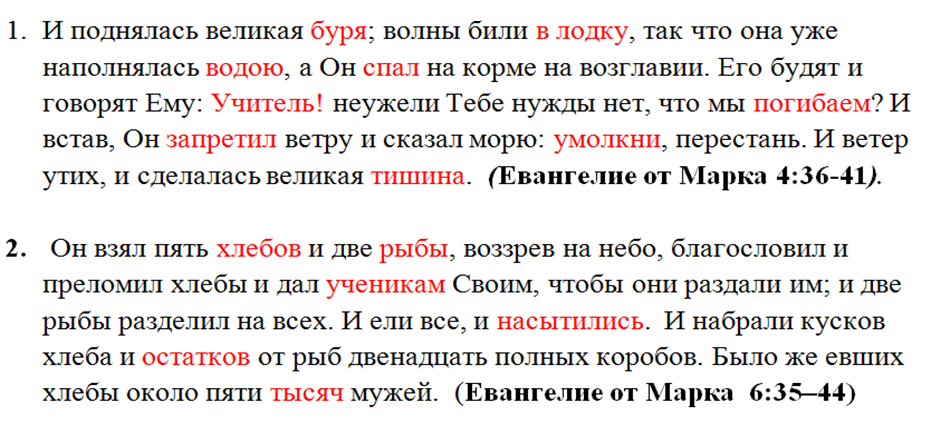 1. И поднялась великая буря; волны били в лодку, так что она уже
наполнялась водою, а Он спал на корме на возглавии. Его будят и
говорят Ему: Учитель! неужели Тебе нужды нет, что мы погибаем? И
встав, Он запретил ветру и сказал морю: умолкни, перестань. И ветер
утих, и сделалась великая тишина. (Евангелие от Марка 4:36-41).
2. Он взял пять хлебов и две рыбы, воззрев на небо, благословил и
преломил хлебы и дал ученикам Своим, чтобы они раздали им; и две
рыбы разделил на всех. И ели все, и насытились. И набрали кусков
хлеба и остатков от рыб двенадцать полных коробов. Было же евших
хлебы около пяти тысяч мужей. (Евангелие от Марка 6:35–44)